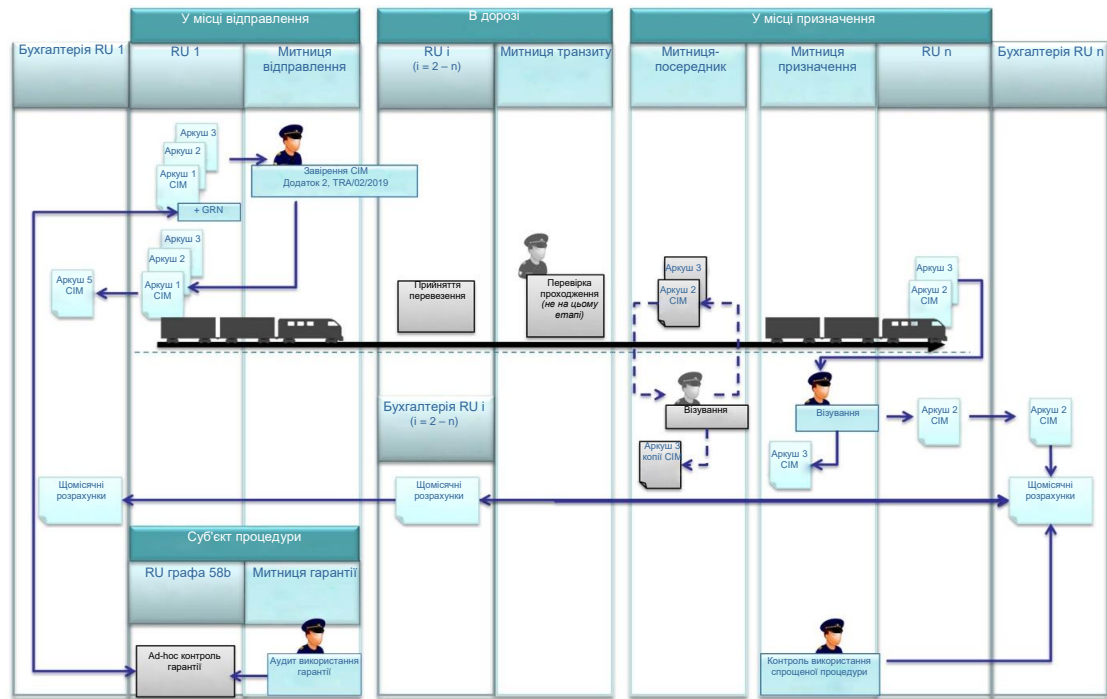 У місці відправлення
В дорозі
У місці призначення
Бухгалтерія RU 1
RU 1
Митниця
відправлення
RU i
(i = 2 – n)
Митниця транзиту
Митниця-
посередник
Митниця
призначення
RU n
Бухгалтерія RU n
Аркуш 3
Аркуш 2
Аркуш 1
CIM
+ GRN
Завірення CIM
Додаток 2, TRA/02/2019
Аркуш 3
Аркуш 2
Аркуш 1
CIM
Аркуш 5
CIM
Прийняття
перевезення
Перевірка
проходження
(не на цьому
етапі)
Аркуш 3
Аркуш 2
CIM
Аркуш 3
Аркуш 2
CIM
Бухгалтерія RU i
(i = 2 – n)
Візування
Аркуш 3
копії CIM
Візування
Аркуш 3
CIM
Аркуш 2
CIM
Аркуш 2
CIM
Щомісячні
розрахунки
Щомісячні
розрахунки
Щомісячні
розрахунки
Суб'єкт процедури
RU графа 58b
Митниця гарантії
Ad-hoc контроль
гарантії
Аудит використання
гарантії
Контроль використання
спрощеної процедури